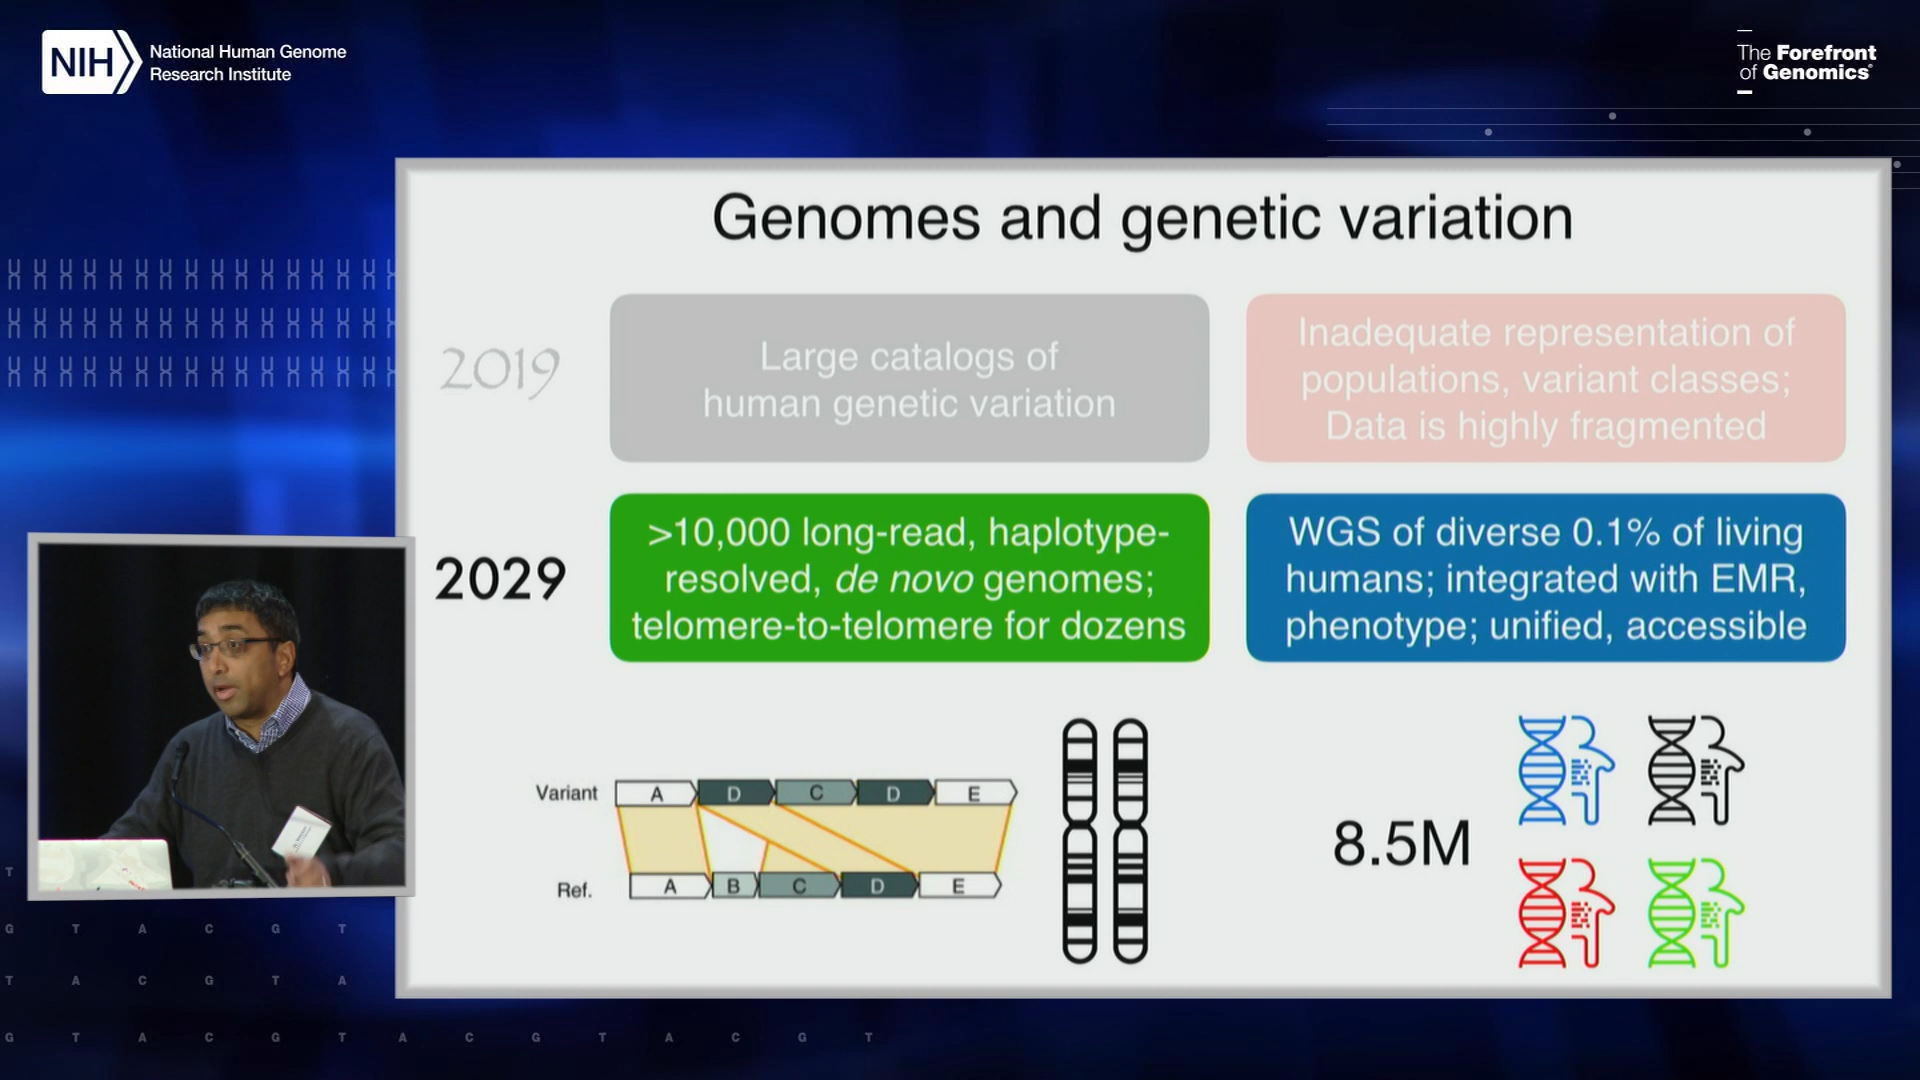 NIH
National Human Genome
Research Institute
The Forefront
of Genomics®
Genomes and genetic variation
2019
Large catalogs of
human genetic variation
Inadequate representation of
populations, variant classes;
Data is highly fragmented
2029
>10,000 long-read, haplotype-
resolved, de novo genomes;
telomere-to-telomere for dozens
WGS of diverse 0.1% of living
humans; integrated with EMR,
phenotype; unified, accessible
Variant A D C D E
Ref. A B C D E
8.5M
T
G T A C G T
T A C G T A
G T A C G T A C G T A C G T